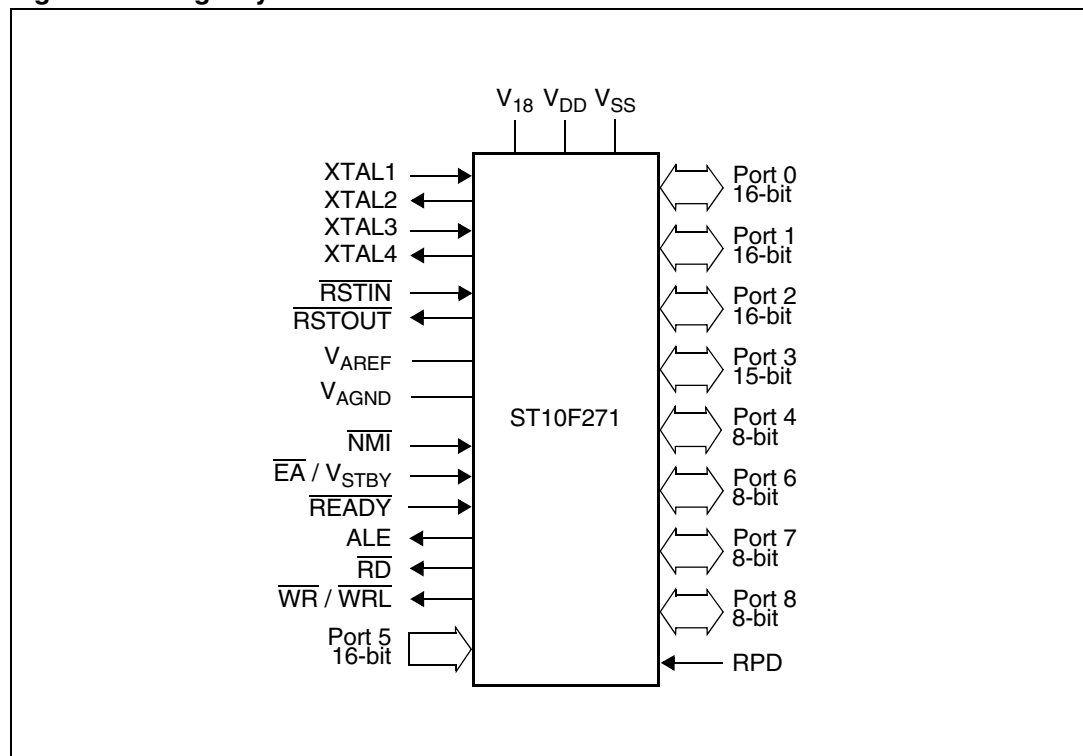 V18 VDD VSS
XTAL1
XTAL2
XTAL3
XTAL4
RSTIN
RSTOUT
VAREF
VAGND
NMI
EA / VSTBY
READY
ALE
RD
WR / WRL
Port 5
16-bit
ST10F271
Port 0
16-bit
Port 1
16-bit
Port 2
16-bit
Port 3
15-bit
Port 4
8-bit
Port 6
8-bit
Port 7
8-bit
Port 8
8-bit
RPD